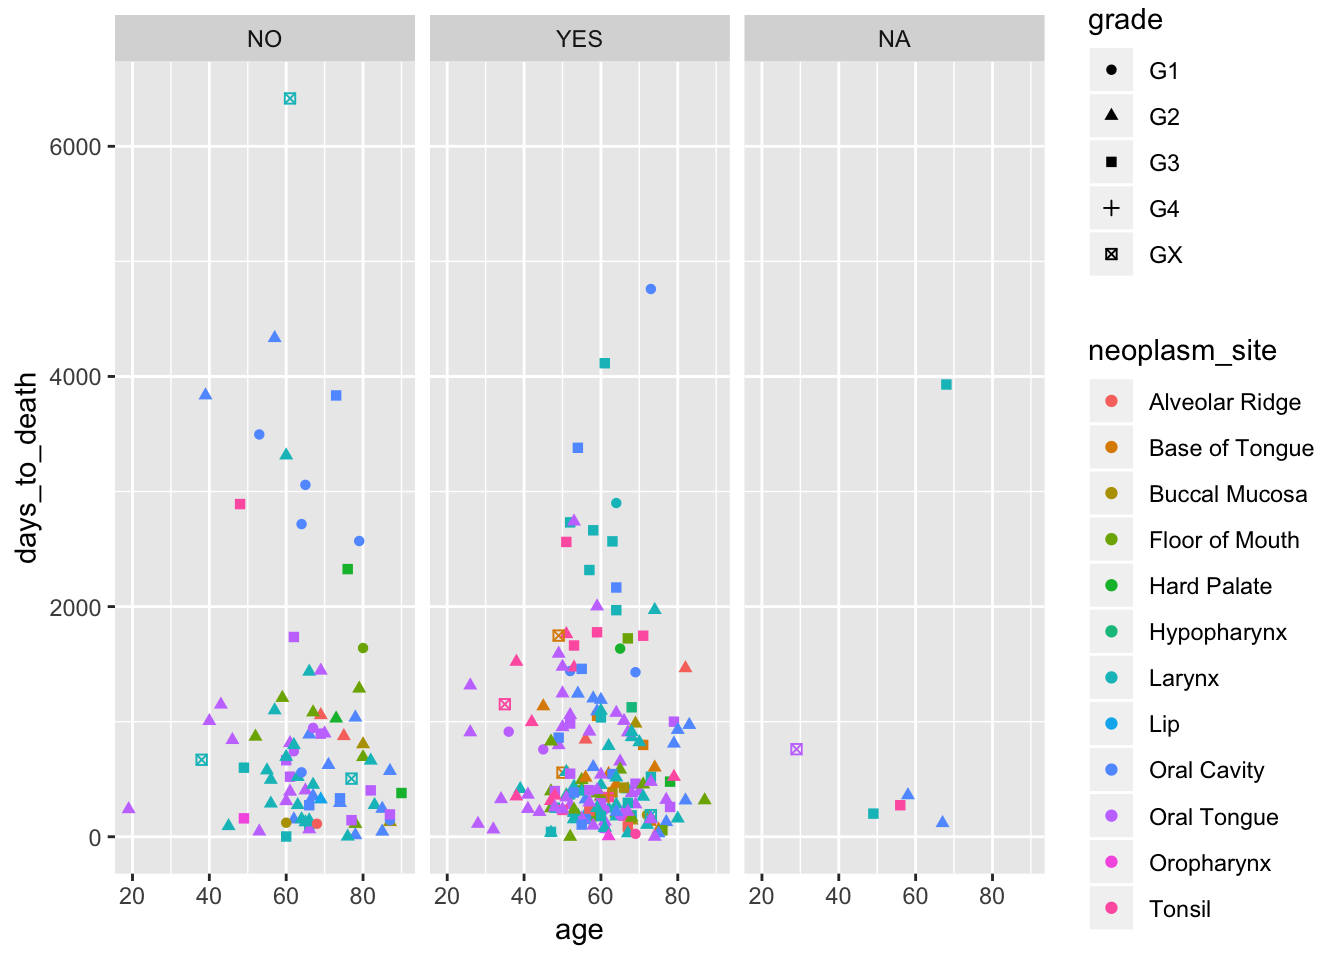 NO YES NA
6000
4000
2000
0
20 40 60 80 20 40 60 80 20 40 60 80
age
days_to_death
grade
G1
G2
G3
G4
GX
neoplasm_site
Alveolar Ridge
Base of Tongue
Buccal Mucosa
Floor of Mouth
Hard Palate
Hypopharynx
Larynx
Lip
Oral Cavity
Oral Tongue
Oropharynx
Tonsil